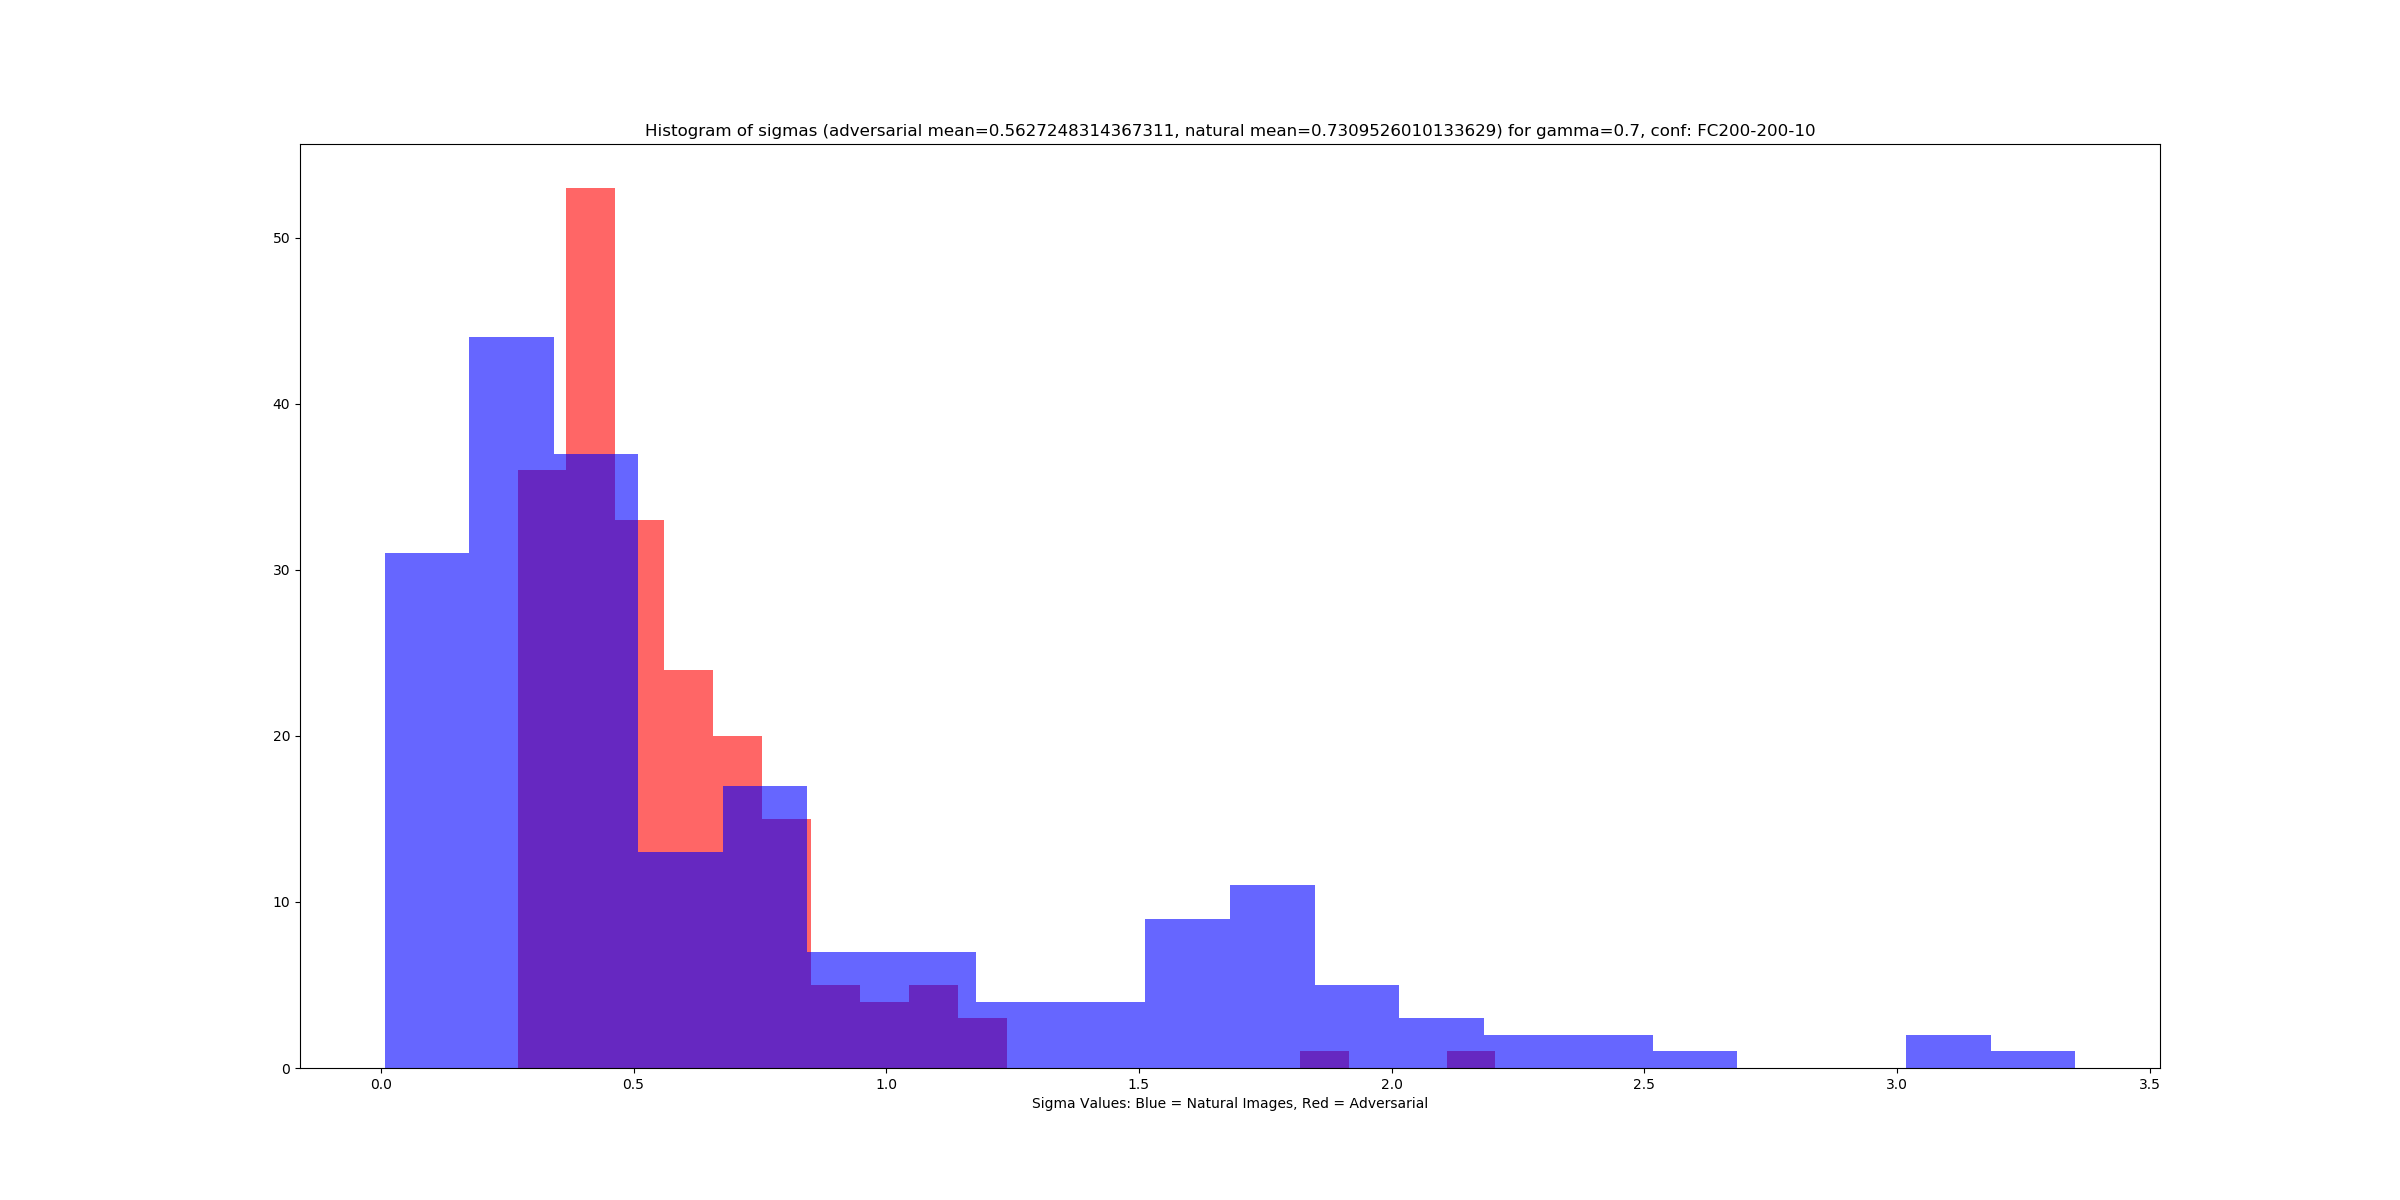 Histogram of sigmas (adversarial mean=0.5627248314367311, natural mean=0.7309526010133629) for gamma=0.7, conf: FC200-200-10
50
40
30
20
10
0
0.0 0.5 1.0 1.5 2.0 2.5 3.0 3.5
Sigma Values: Blue = Natural Images, Red = Adversarial